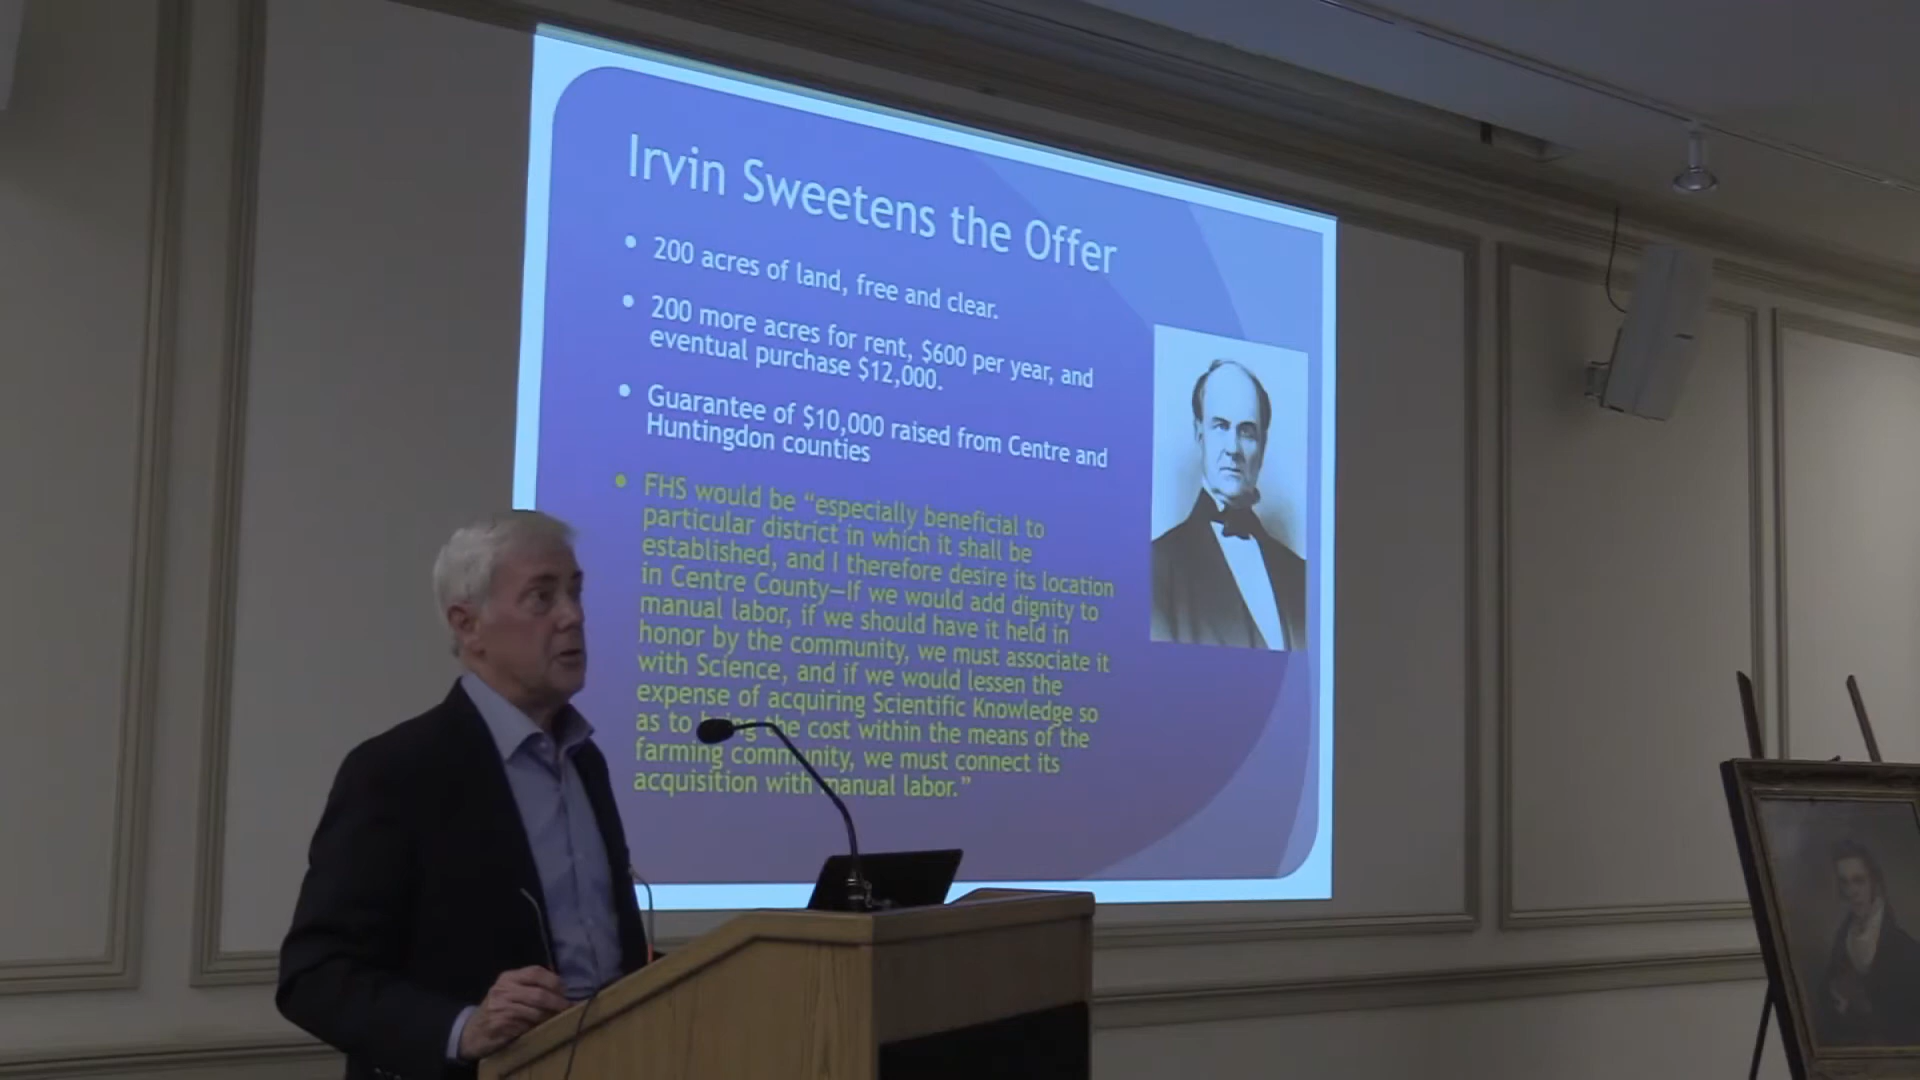 Irvin Sweetens the Offer
• 200 acres of land, free and clear.
• 200 more acres for rent, $600 per year, and
eventual purchase $12,000.
• Guarantee of $10,000 raised from Centre and
Huntingdon counties
• FHS would be “especially beneficial to
particular district in which it shall be
established, and I therefore desire its location
in Centre County—If we would add dignity to
manual labor, if we should have it held in
honor by the community, we must associate it
with Science, and if we would lessen the
expense of acquiring Scientific Knowledge so
as to bring the cost within the means of the
farming community, we must connect its
acquisition with manual labor.”